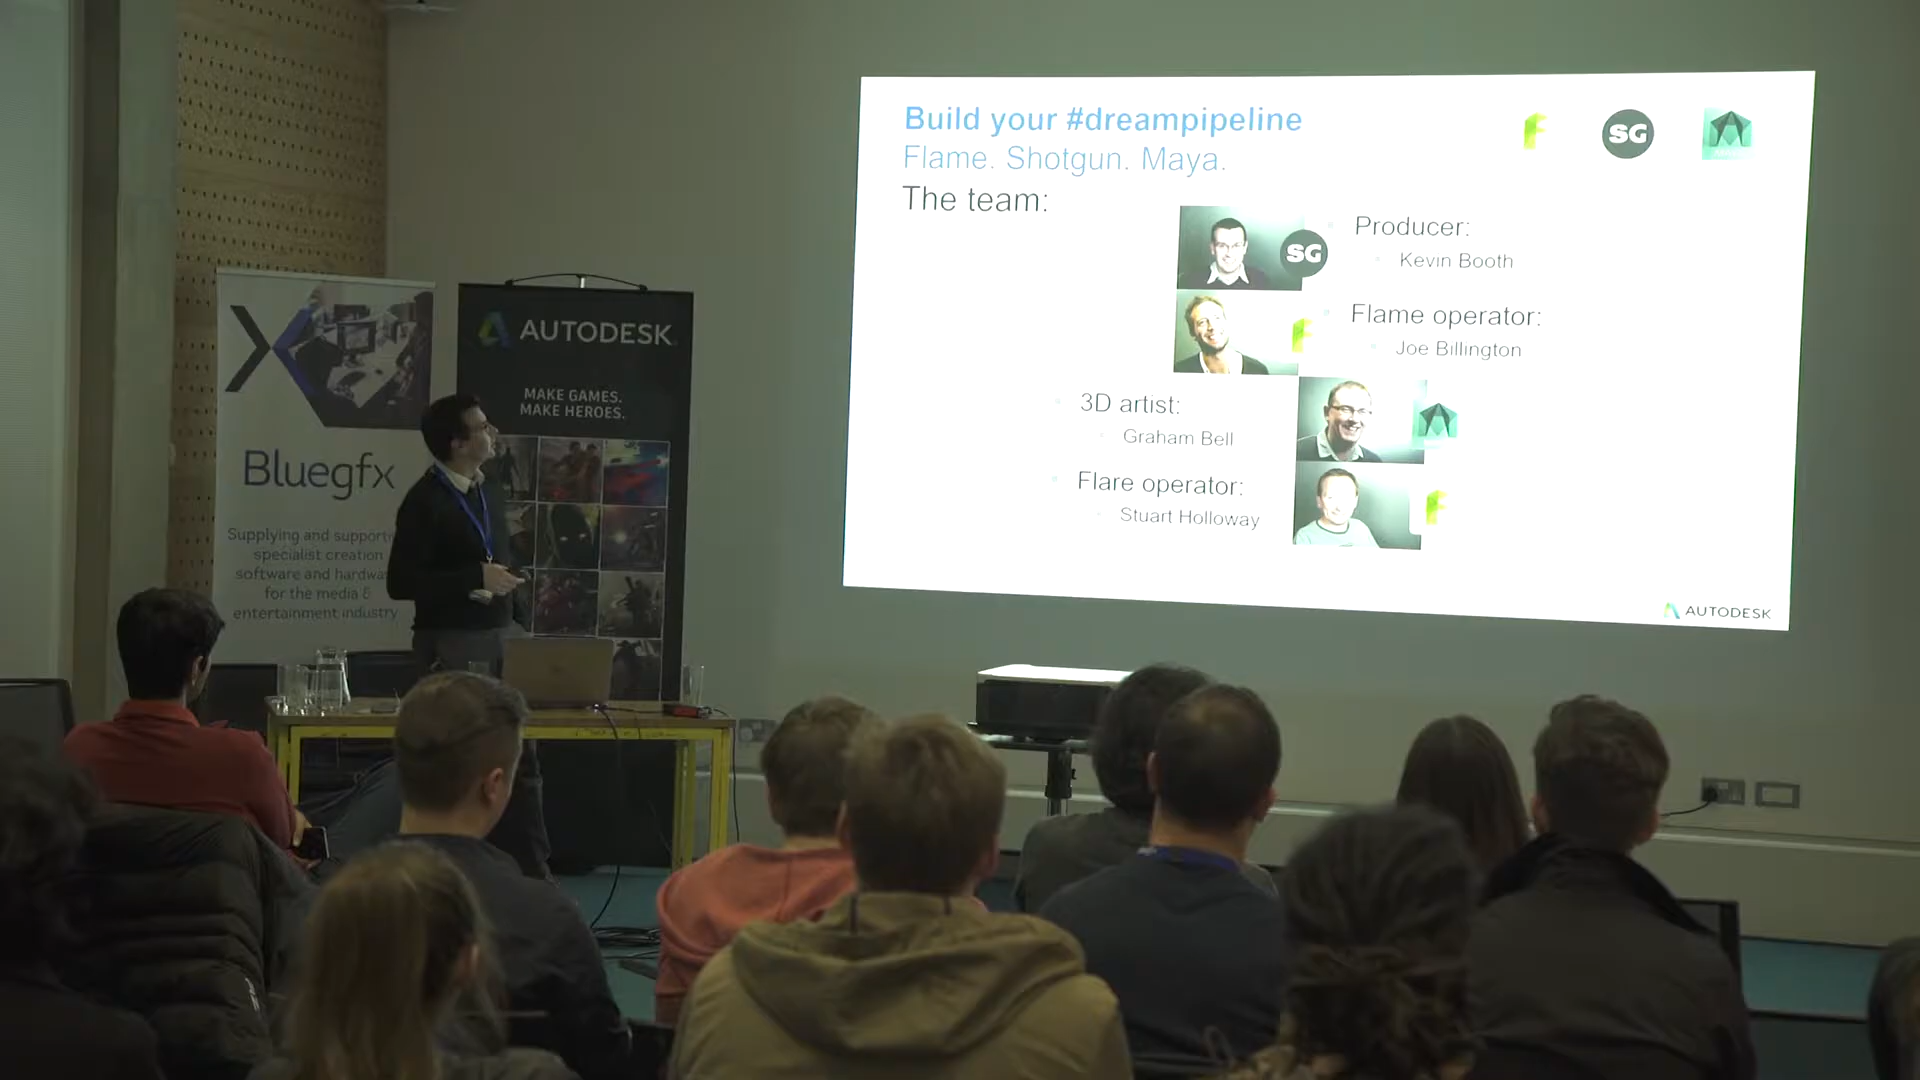 Build your #dreampipeline
Flame. Shotgun. Maya.
The team:
SG
SG
Producer:
Kevin Booth
Flame operator:
Joe Billington
3D artist:
Graham Bell
Flare operator:
Stuart Holloway
AUTODESK
Bluegfx
Supplying and supporti
specialist creation
software and hardwa
for the media &
entertainment industry
AUTODESK
MAKE GAMES.
MAKE HEROES.